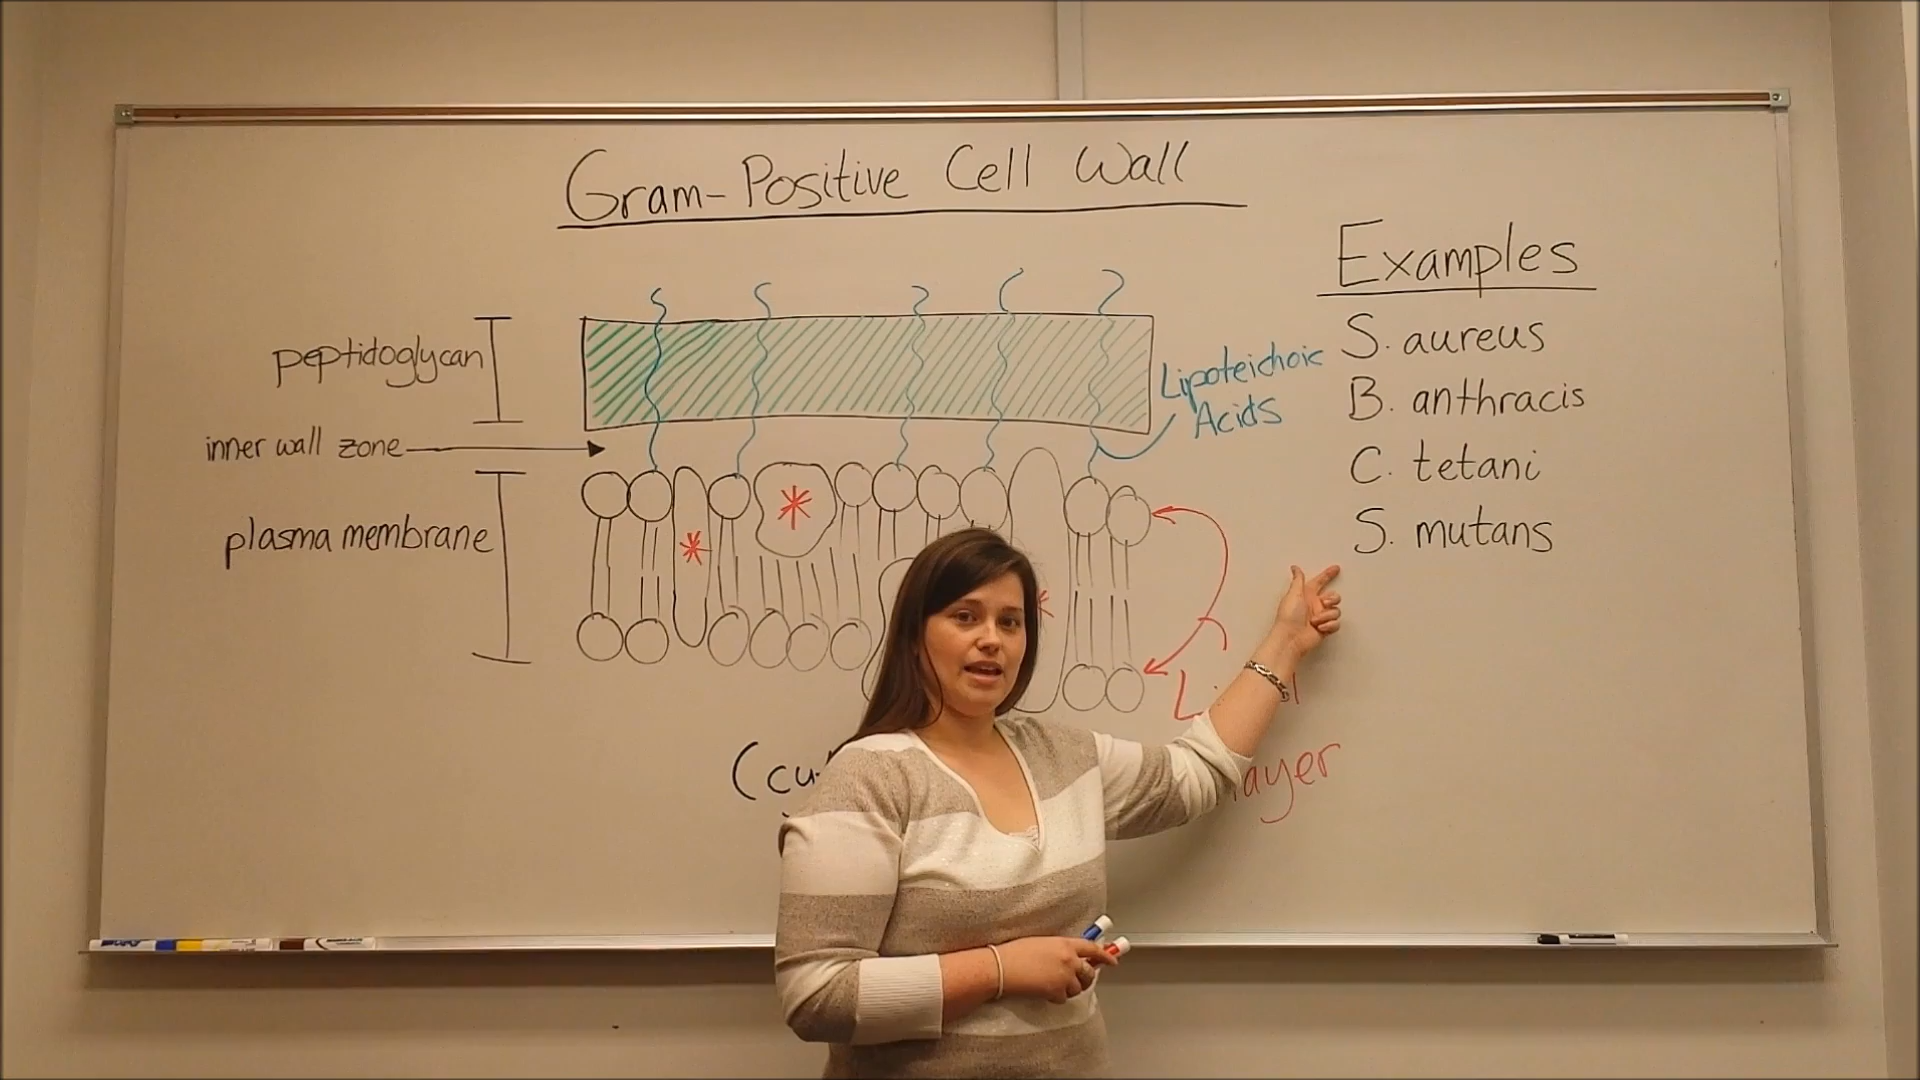 Gram-Positive Cell Wall
Examples
S. aureus
B. anthracis
C. tetani
S. mutans
peptidoglycan
inner wall zone
plasma membrane
Lipoteichoic
Acids